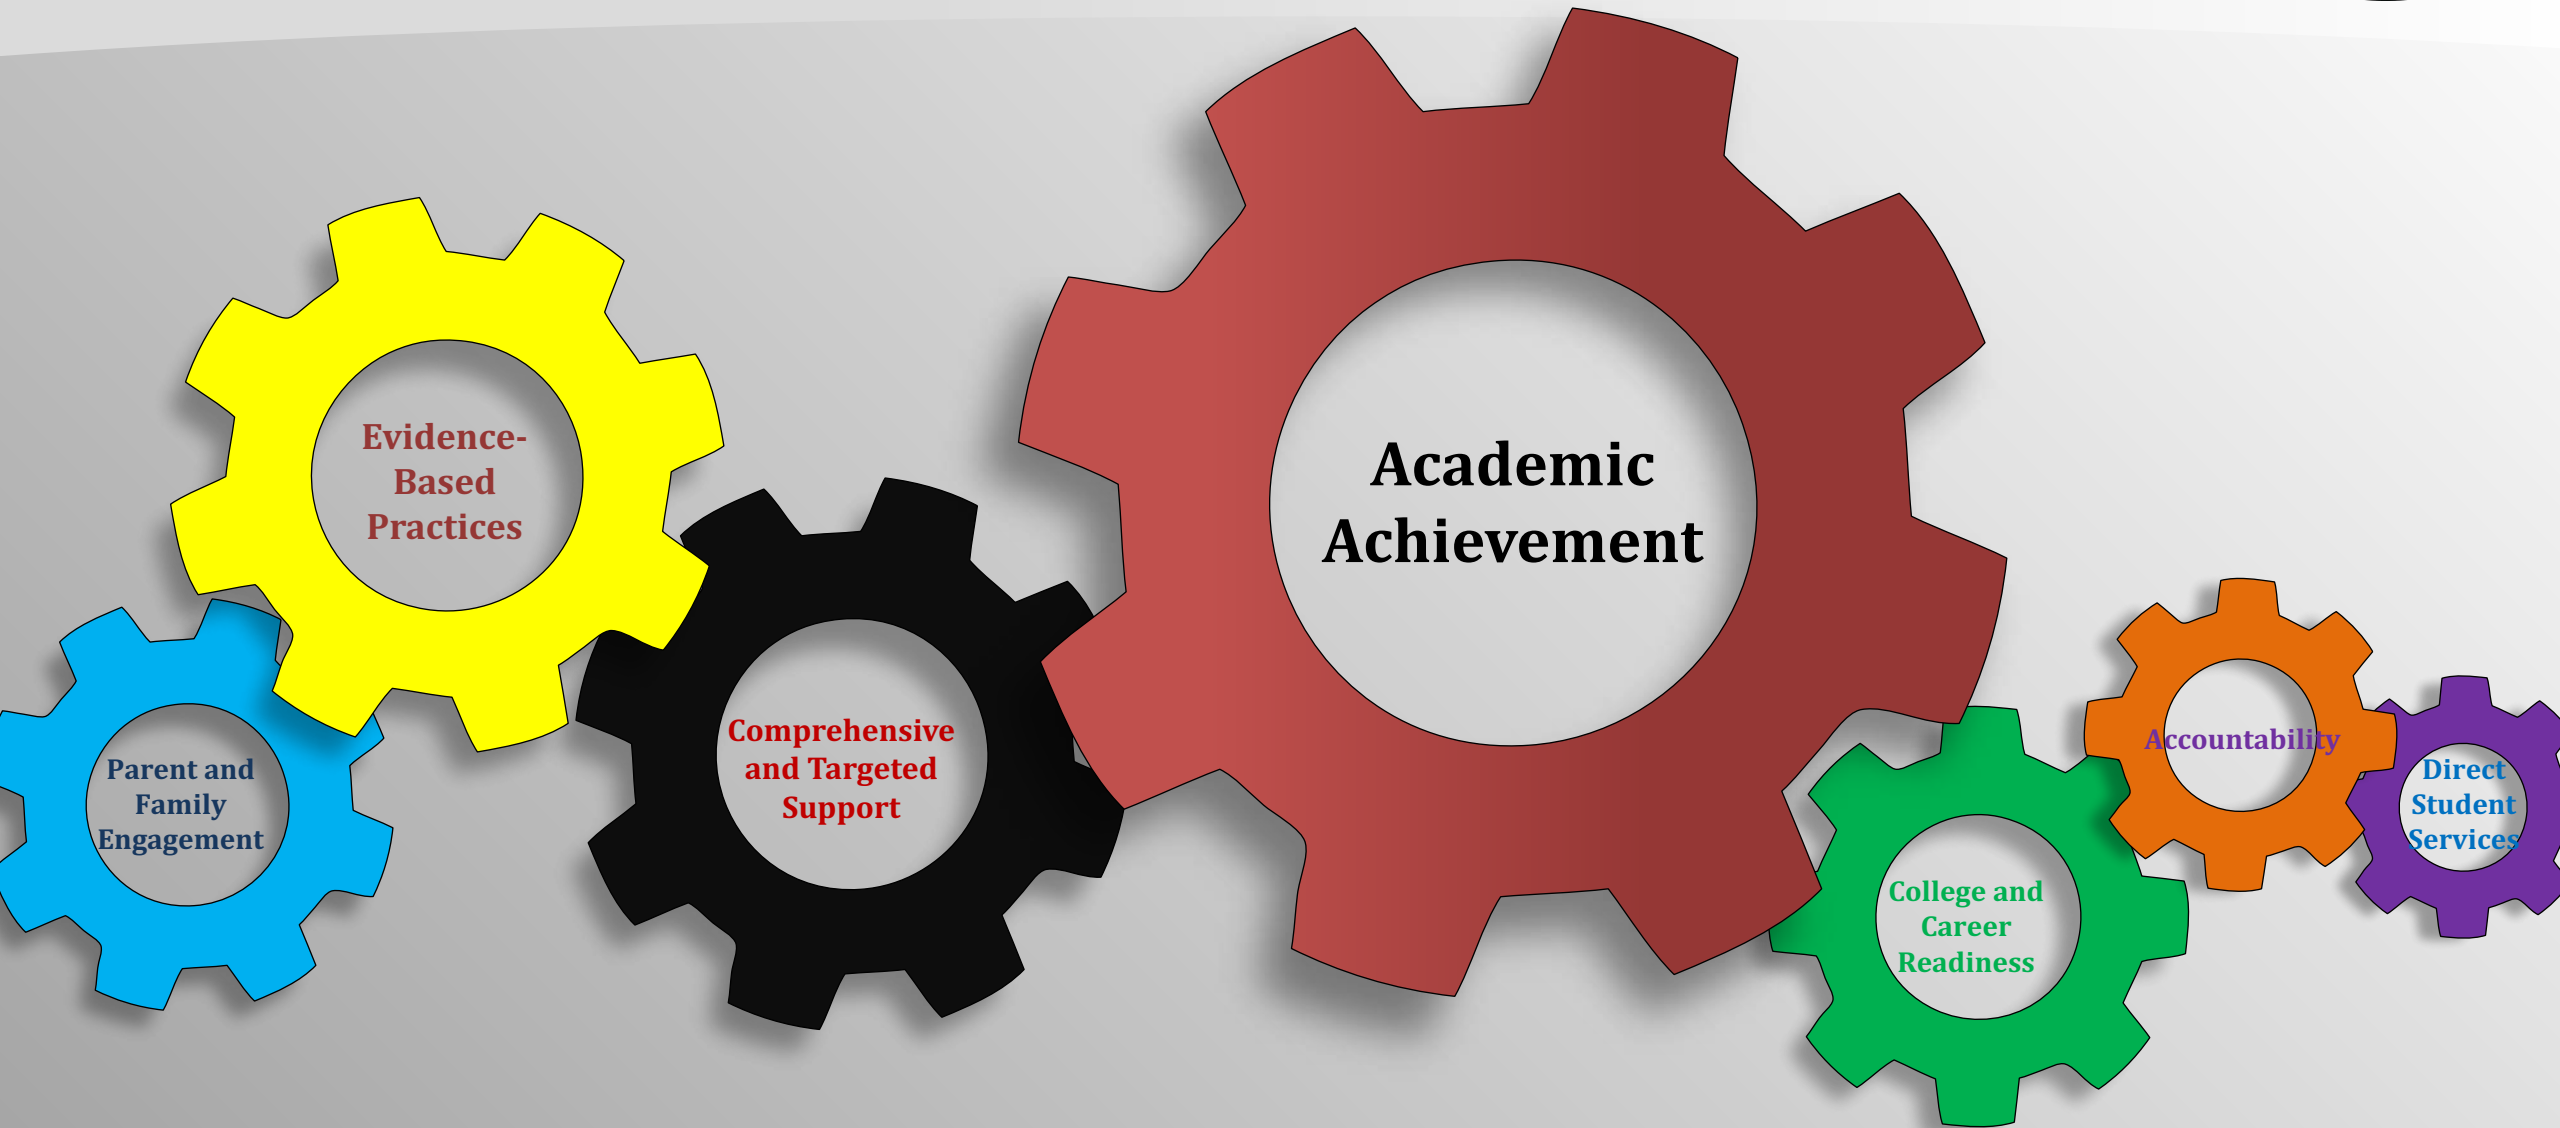 Evidence-
Based
Practices
Academic
Achievement
Parent and
Family
Engagement
Comprehensive
and Targeted
Support
College and
Career
Readiness
Accountability
Direct
Student
Services